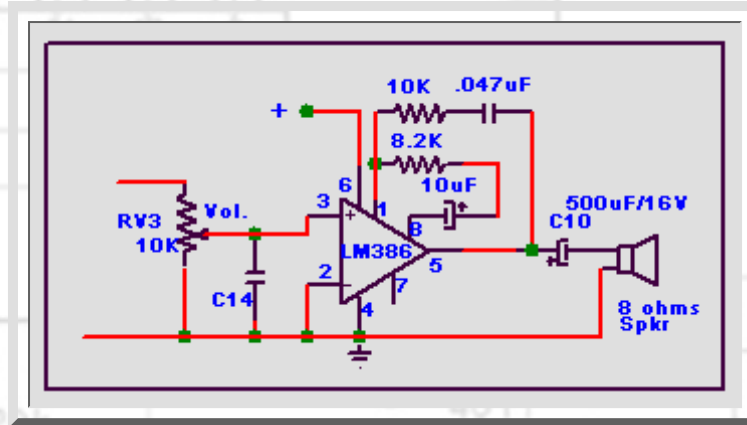 10K
.047uF
+
8.2K
6
10uF
500uF/16V
C10
3
1
8
RV3
Vol.
10K
+
LM386
5
2
-
7
C14
4
8 ohms
Spkr